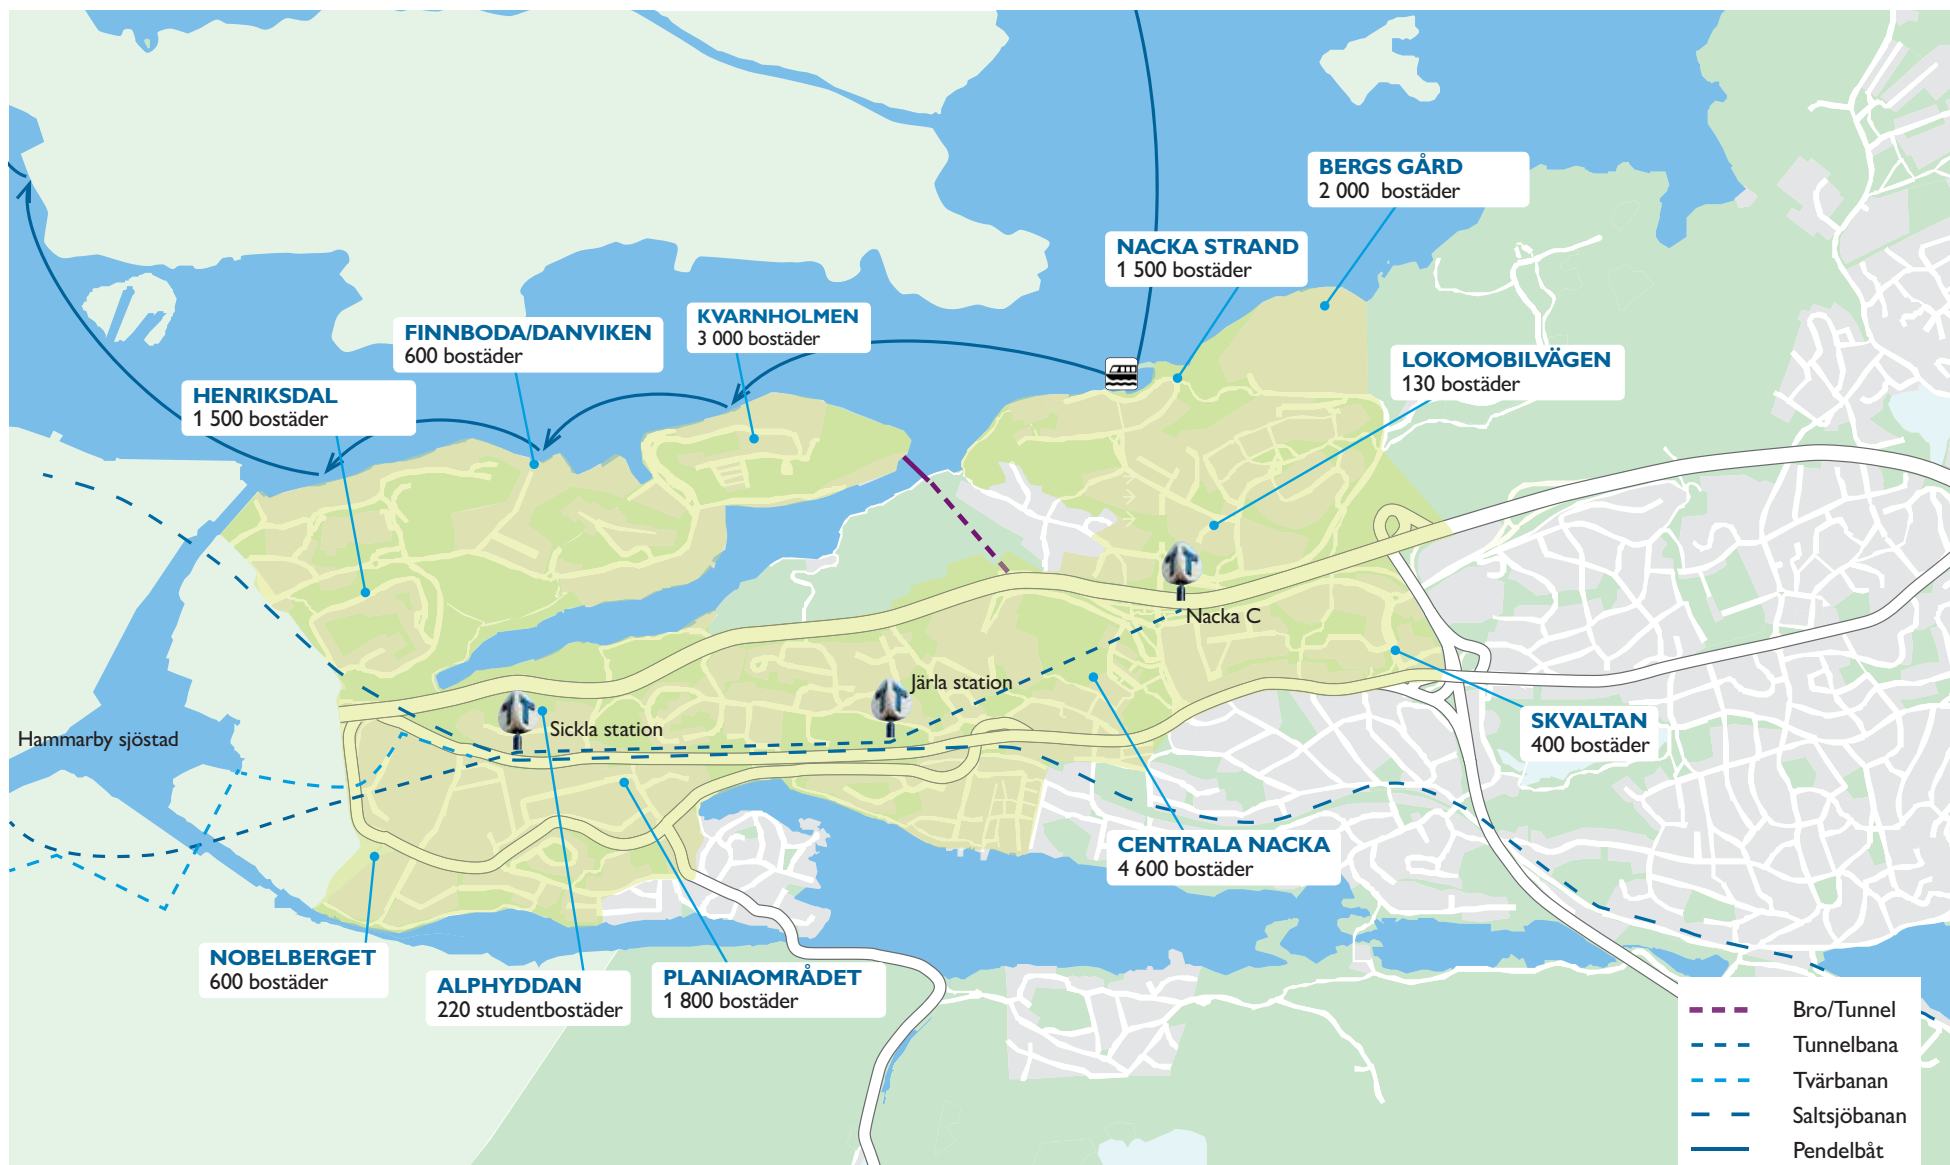 BERGS GÅRD
2 000 bostäder
NACKA STRAND
1 500 bostäder
KVARNHOLMEN
3 000 bostäder
FINNBODA/DANVIKEN
600 bostäder
LOKOMOBILVÄGEN
130 bostäder
HENRIKSDAL
1 500 bostäder
Nacka C
Järla station
Sickla station
Hammarby sjöstad
SKVALTAN
400 bostäder
CENTRALA NACKA
4 600 bostäder
NOBELBERGET
600 bostäder
ALPHYDDAN
220 studentbostäder
PLANIAOMRÅDET
1 800 bostäder
Bro/Tunnel
Tunnelbana
Tvärbanan
Saltsjöbanan
Pendelbåt